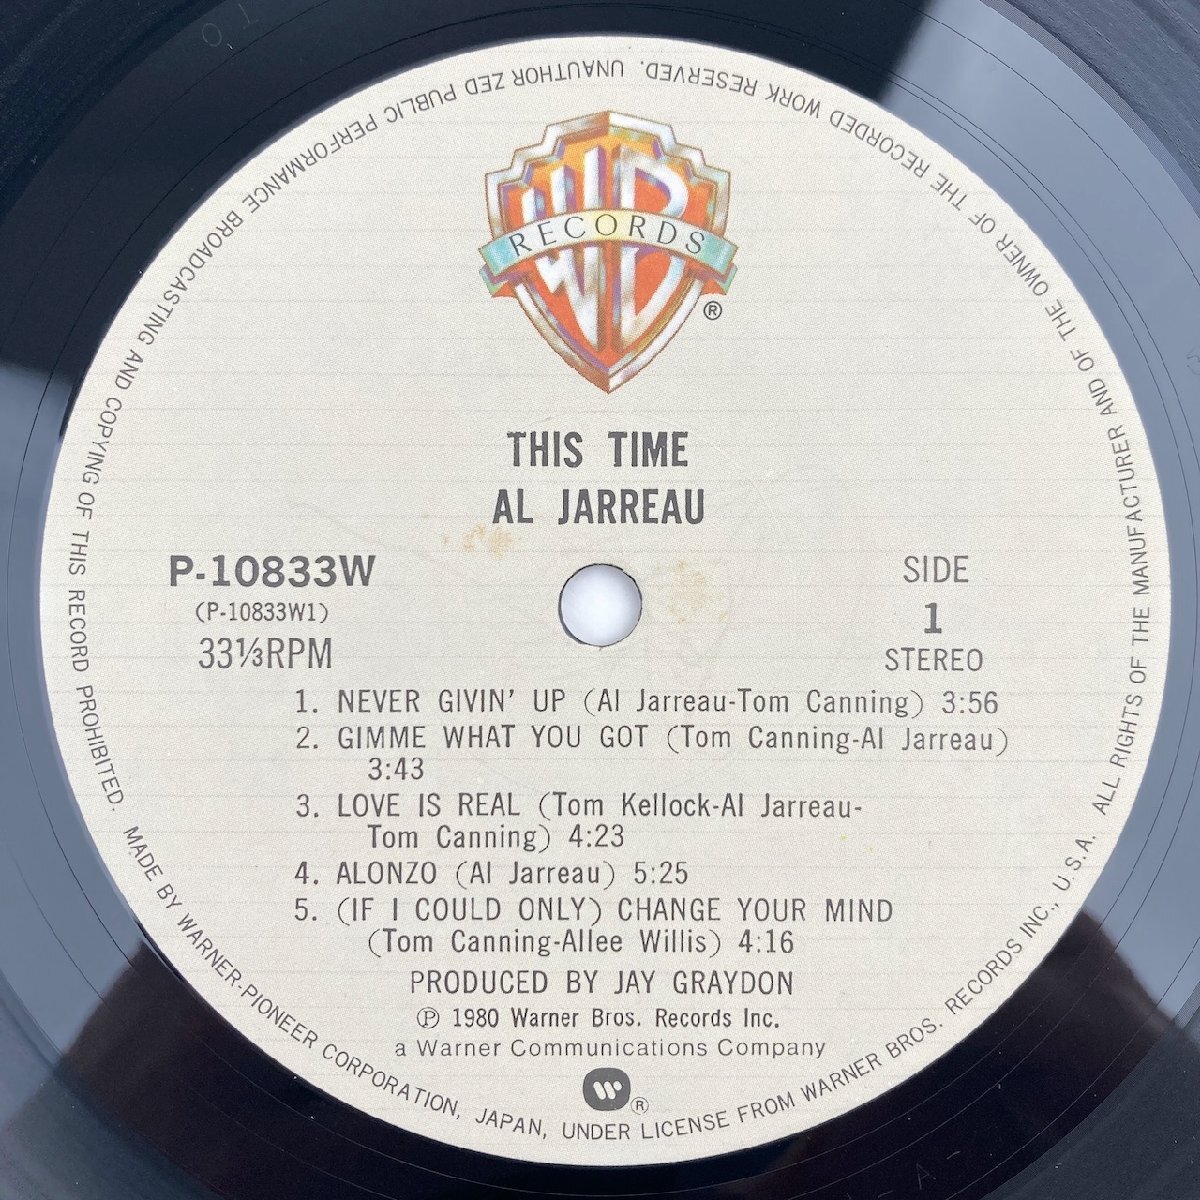 WB
RECORDS
®
THIS TIME
AL JARREAU
P-10833W
(P-10833W1)
33⅓RPM
SIDE
1
STEREO
1. NEVER GIVIN' UP (Al Jarreau-Tom Canning) 3:56
2. GIMME WHAT YOU GOT (Tom Canning-Al Jarreau)
3:43
3. LOVE IS REAL (Tom Kellock-Al Jarreau-
Tom Canning) 4:23
4. ALONZO (Al Jarreau) 5:25
5. (IF I COULD ONLY) CHANGE YOUR MIND
(Tom Canning-Allee Willis) 4:16
PRODUCED BY JAY GRAYDON
℗ 1980 Warner Bros. Records Inc.
a Warner Communications Company
®
MADE BY WARNER-PIONEER CORPORATION, JAPAN, UNDER LICENSE FROM WARNER BROS. RECORDS INC., U.S.A. ALL RIGHTS OF THE MANUFACTURER AND OF THE OWNER OF THE RECORDED WORK RESERVED. UNAUTHOR ZED PUBLIC PERFORMANCE BROADCASTING AND COPYING OF THIS RECORD PROHIBITED.